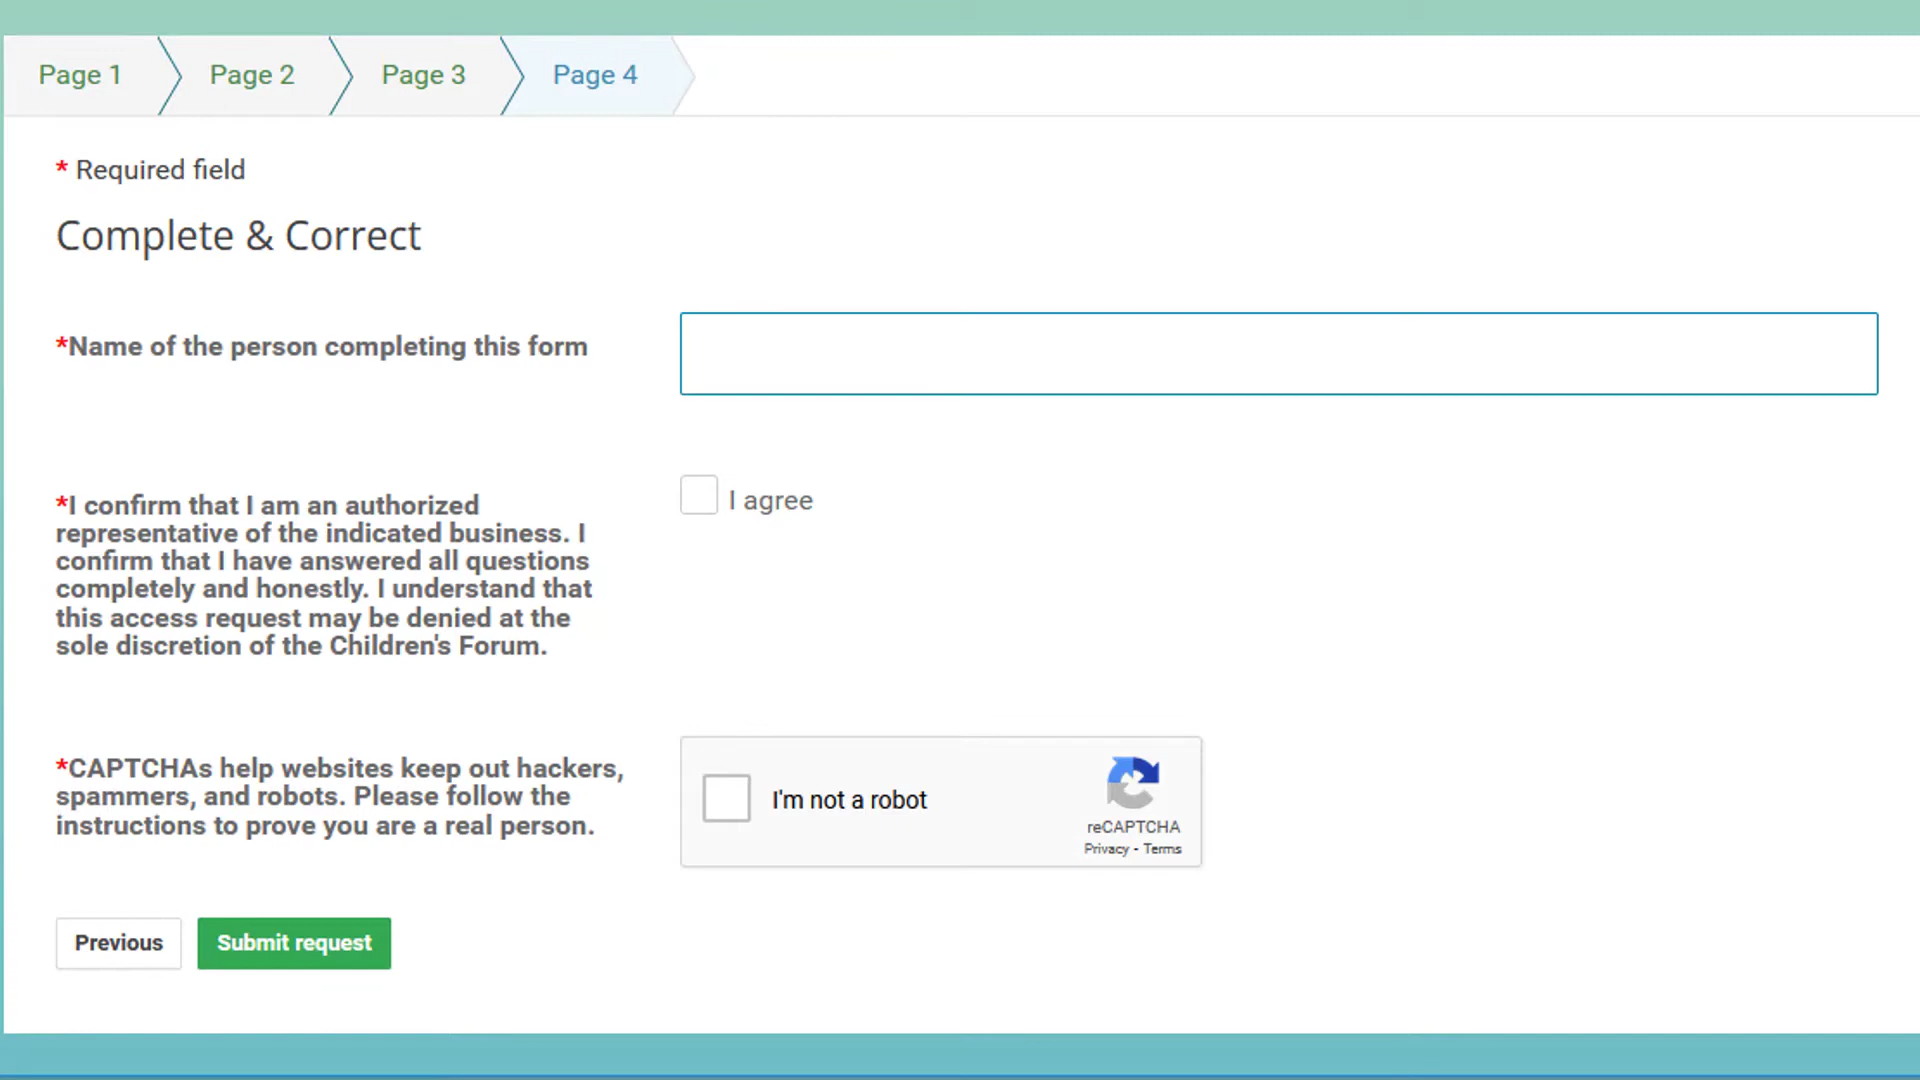 Page 1
Page 2
Page 3
Page 4
* Required field
Complete & Correct
*Name of the person completing this form
*I confirm that I am an authorized
representative of the indicated business. I
confirm that I have answered all questions
completely and honestly. I understand that
this access request may be denied at the
sole discretion of the Children's Forum.
I agree
*CAPTCHAs help websites keep out hackers,
spammers, and robots. Please follow the
instructions to prove you are a real person.
I'm not a robot
reCAPTCHA
Privacy - Terms
Previous
Submit request